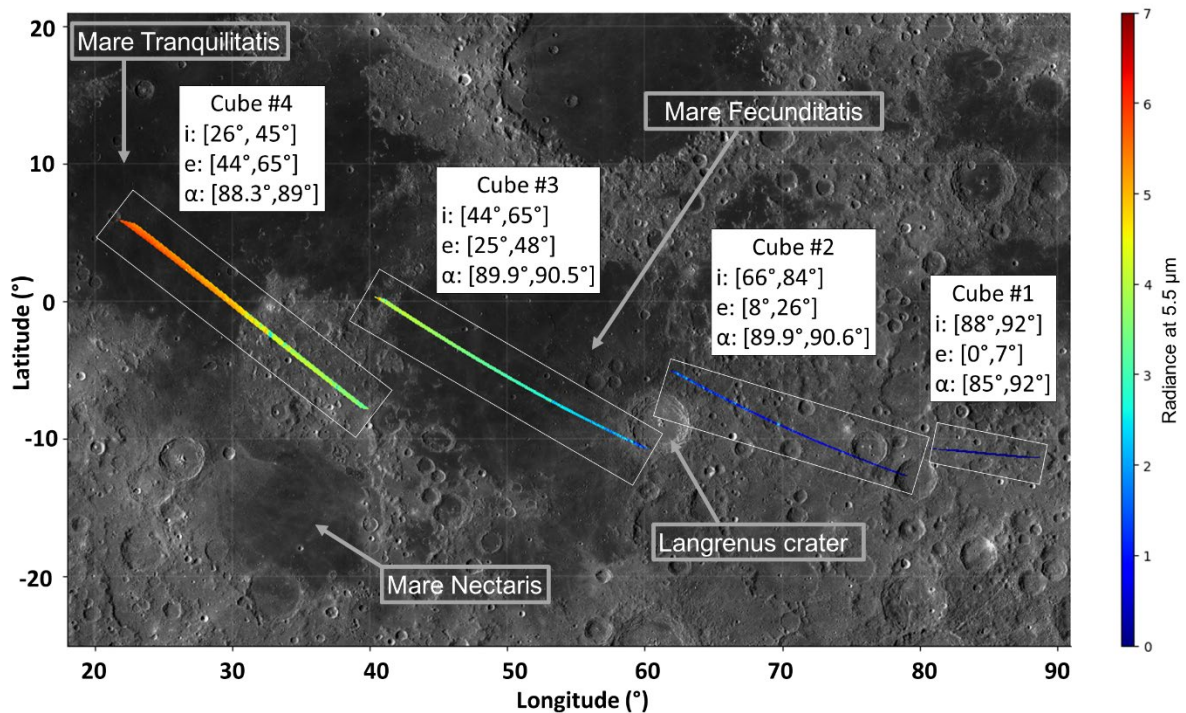 Mare Tranquilitatis
Cube #4
i: [26°, 45°]
e: [44°,65°]
α: [88.3°,89°]
Mare Fecunditatis
Cube #3
i: [44°,65°]
e: [25°,48°]
α: [89.9°,90.5°]
Cube #2
i: [66°,84°]
e: [8°,26°]
α: [89.9°,90.6°]
Cube #1
i: [88°,92°]
e: [0°,7°]
α: [85°,92°]
Langrenus crater
Mare Nectaris
20
10
0
-10
-20
Latitude (°)
20 30 40 50 60 70 80 90
Longitude (°)
7
6
5
4
3
2
1
0
Radiance at 5.5 μm